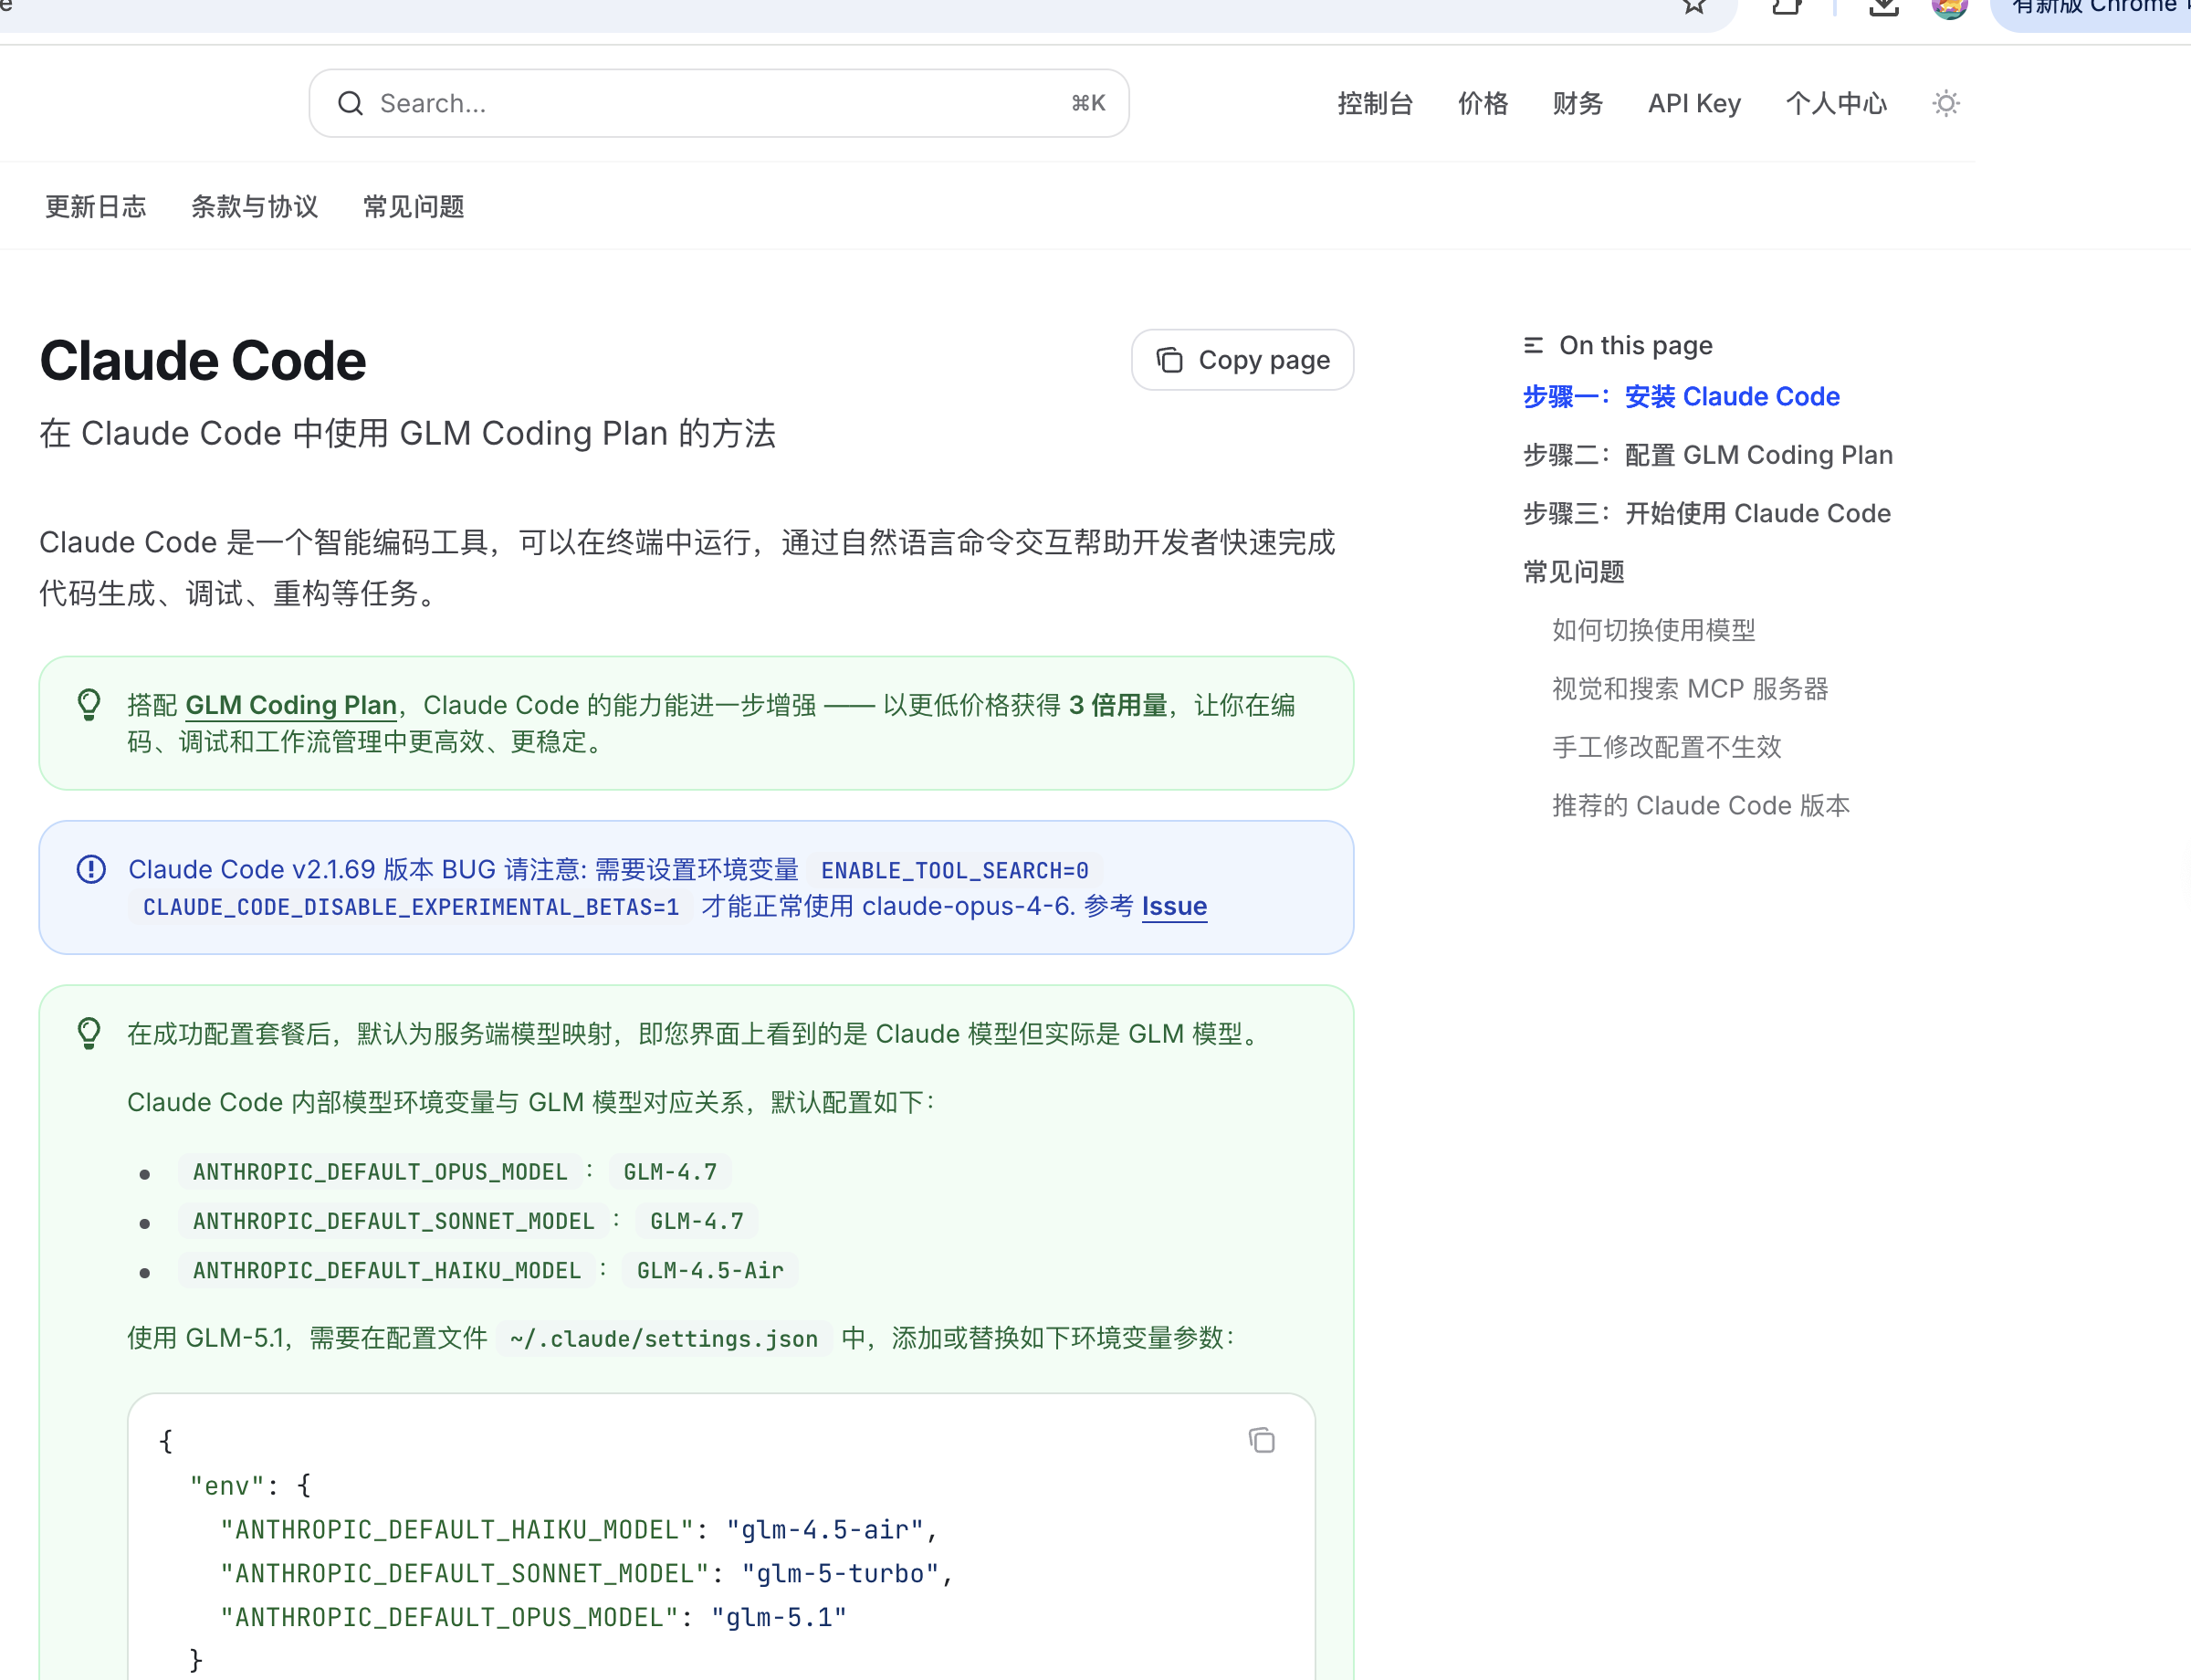 有新版 Chrome
Search...
⌘K
控制台
价格
财务
API Key
个人中心
更新日志
条款与协议
常见问题
Claude Code
Copy page
在 Claude Code 中使用 GLM Coding Plan 的方法
Claude Code 是一个智能编码工具，可以在终端中运行，通过自然语言命令交互帮助开发者快速完成
代码生成、调试、重构等任务。
搭配 GLM Coding Plan，Claude Code 的能力能进一步增强 —— 以更低价格获得 3 倍用量，让你在编
码、调试和工作流管理中更高效、更稳定。
Claude Code v2.1.69 版本 BUG 请注意: 需要设置环境变量 ENABLE_TOOL_SEARCH=0
CLAUDE_CODE_DISABLE_EXPERIMENTAL_BETAS=1 才能正常使用 claude-opus-4-6. 参考 Issue
在成功配置套餐后，默认为服务端模型映射，即您界面上看到的是 Claude 模型但实际是 GLM 模型。
Claude Code 内部模型环境变量与 GLM 模型对应关系，默认配置如下：
ANTHROPIC_DEFAULT_OPUS_MODEL： GLM-4.7
ANTHROPIC_DEFAULT_SONNET_MODEL： GLM-4.7
ANTHROPIC_DEFAULT_HAIKU_MODEL： GLM-4.5-Air
使用 GLM-5.1，需要在配置文件 ~/.claude/settings.json 中，添加或替换如下环境变量参数：
{
"env": {
"ANTHROPIC_DEFAULT_HAIKU_MODEL": "glm-4.5-air",
"ANTHROPIC_DEFAULT_SONNET_MODEL": "glm-5-turbo",
"ANTHROPIC_DEFAULT_OPUS_MODEL": "glm-5.1"
}
On this page
步骤一：安装 Claude Code
步骤二：配置 GLM Coding Plan
步骤三：开始使用 Claude Code
常见问题
如何切换使用模型
视觉和搜索 MCP 服务器
手工修改配置不生效
推荐的 Claude Code 版本